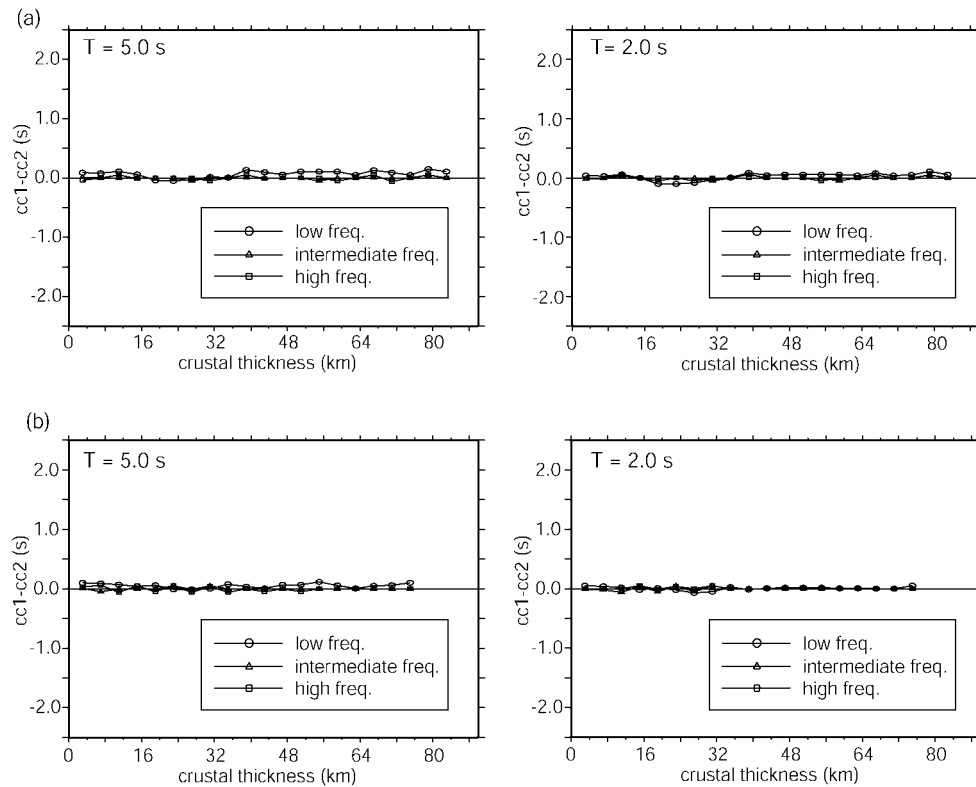 (a)
T = 5.0 s
2.0
1.0
0.0
-1.0
-2.0
cc1-cc2 (s)
low freq.
intermediate freq.
high freq.
0 16 32 48 64 80
crustal thickness (km)
T= 2.0 s
2.0
1.0
0.0
-1.0
-2.0
cc1-cc2 (s)
low freq.
intermediate freq.
high freq.
0 16 32 48 64 80
crustal thickness (km)
(b)
T = 5.0 s
2.0
1.0
0.0
-1.0
-2.0
cc1-cc2 (s)
low freq.
intermediate freq.
high freq.
0 16 32 48 64 80
crustal thickness (km)
T = 2.0 s
2.0
1.0
0.0
-1.0
-2.0
cc1-cc2 (s)
low freq.
intermediate freq.
high freq.
0 16 32 48 64 80
crustal thickness (km)